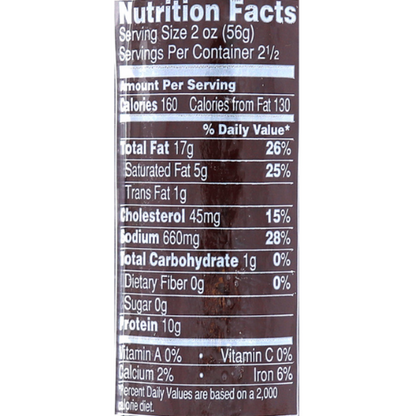 Nutrition Facts
Serving Size 2 oz (56g)
Servings Per Container 2½
Amount Per Serving
Calories 160 Calories from Fat 130
% Daily Value*
Total Fat 17g 26%
Saturated Fat 5g 25%
Trans Fat 1g
Cholesterol 45mg 15%
Sodium 660mg 28%
Total Carbohydrate 1g 0%
Dietary Fiber 0g 0%
Sugar 0g
Protein 10g
Vitamin A 0% • Vitamin C 0%
Calcium 2% • Iron 6%
Percent Daily Values are based on a 2,000
calorie diet.